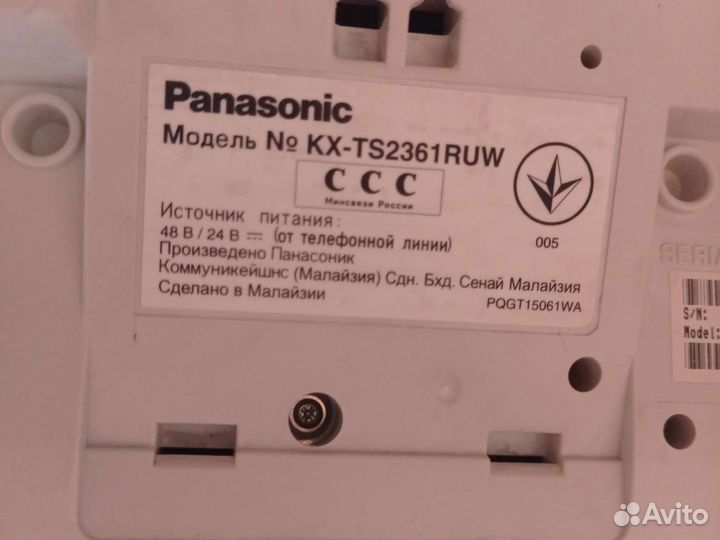 Panasonic
Модель № KX-TS2361RUW
ССС
Минсвязи России
Источник питания:
48 В / 24 В ⎓ (от телефонной линии)
Произведено Панасоник
Коммуникейшнс (Малайзия) Сдн. Бхд. Сенай Малайзия
Сделано в Малайзии
005
PQGT15061WA
S/N:
Model:
Avito